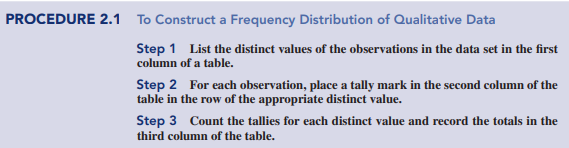 PROCEDURE 2.1 To Construct a Frequency Distribution of Qualitative Data
Step 1 List the distinct values of the observations in the data set in the first
column of a table.
Step 2 For each observation, place a tally mark in the second column of the
table in the row of the appropriate distinct value.
Step 3 Count the tallies for each distinct value and record the totals in the
third column of the table.